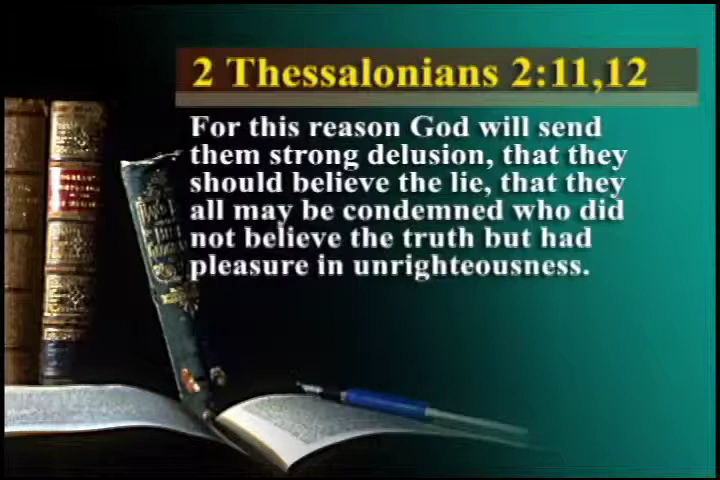 2 Thessalonians 2:11,12
For this reason God will send
them strong delusion, that they
should believe the lie, that they
all may be condemned who did
not believe the truth but had
pleasure in unrighteousness.